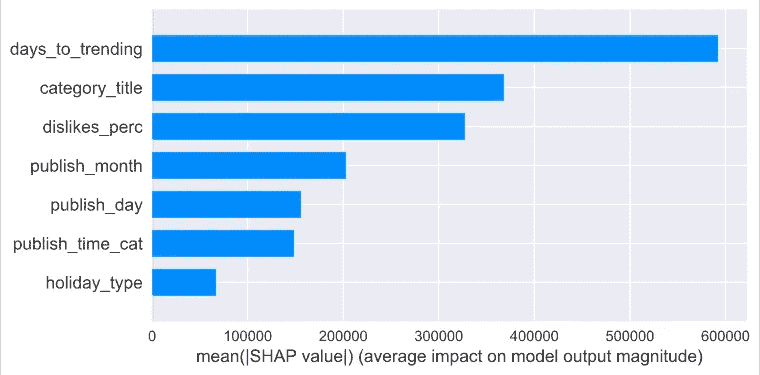 days_to_trending
category_title
dislikes_perc
publish_month
publish_day
publish_time_cat
holiday_type
0 100000 200000 300000 400000 500000 600000
mean(|SHAP value|) (average impact on model output magnitude)